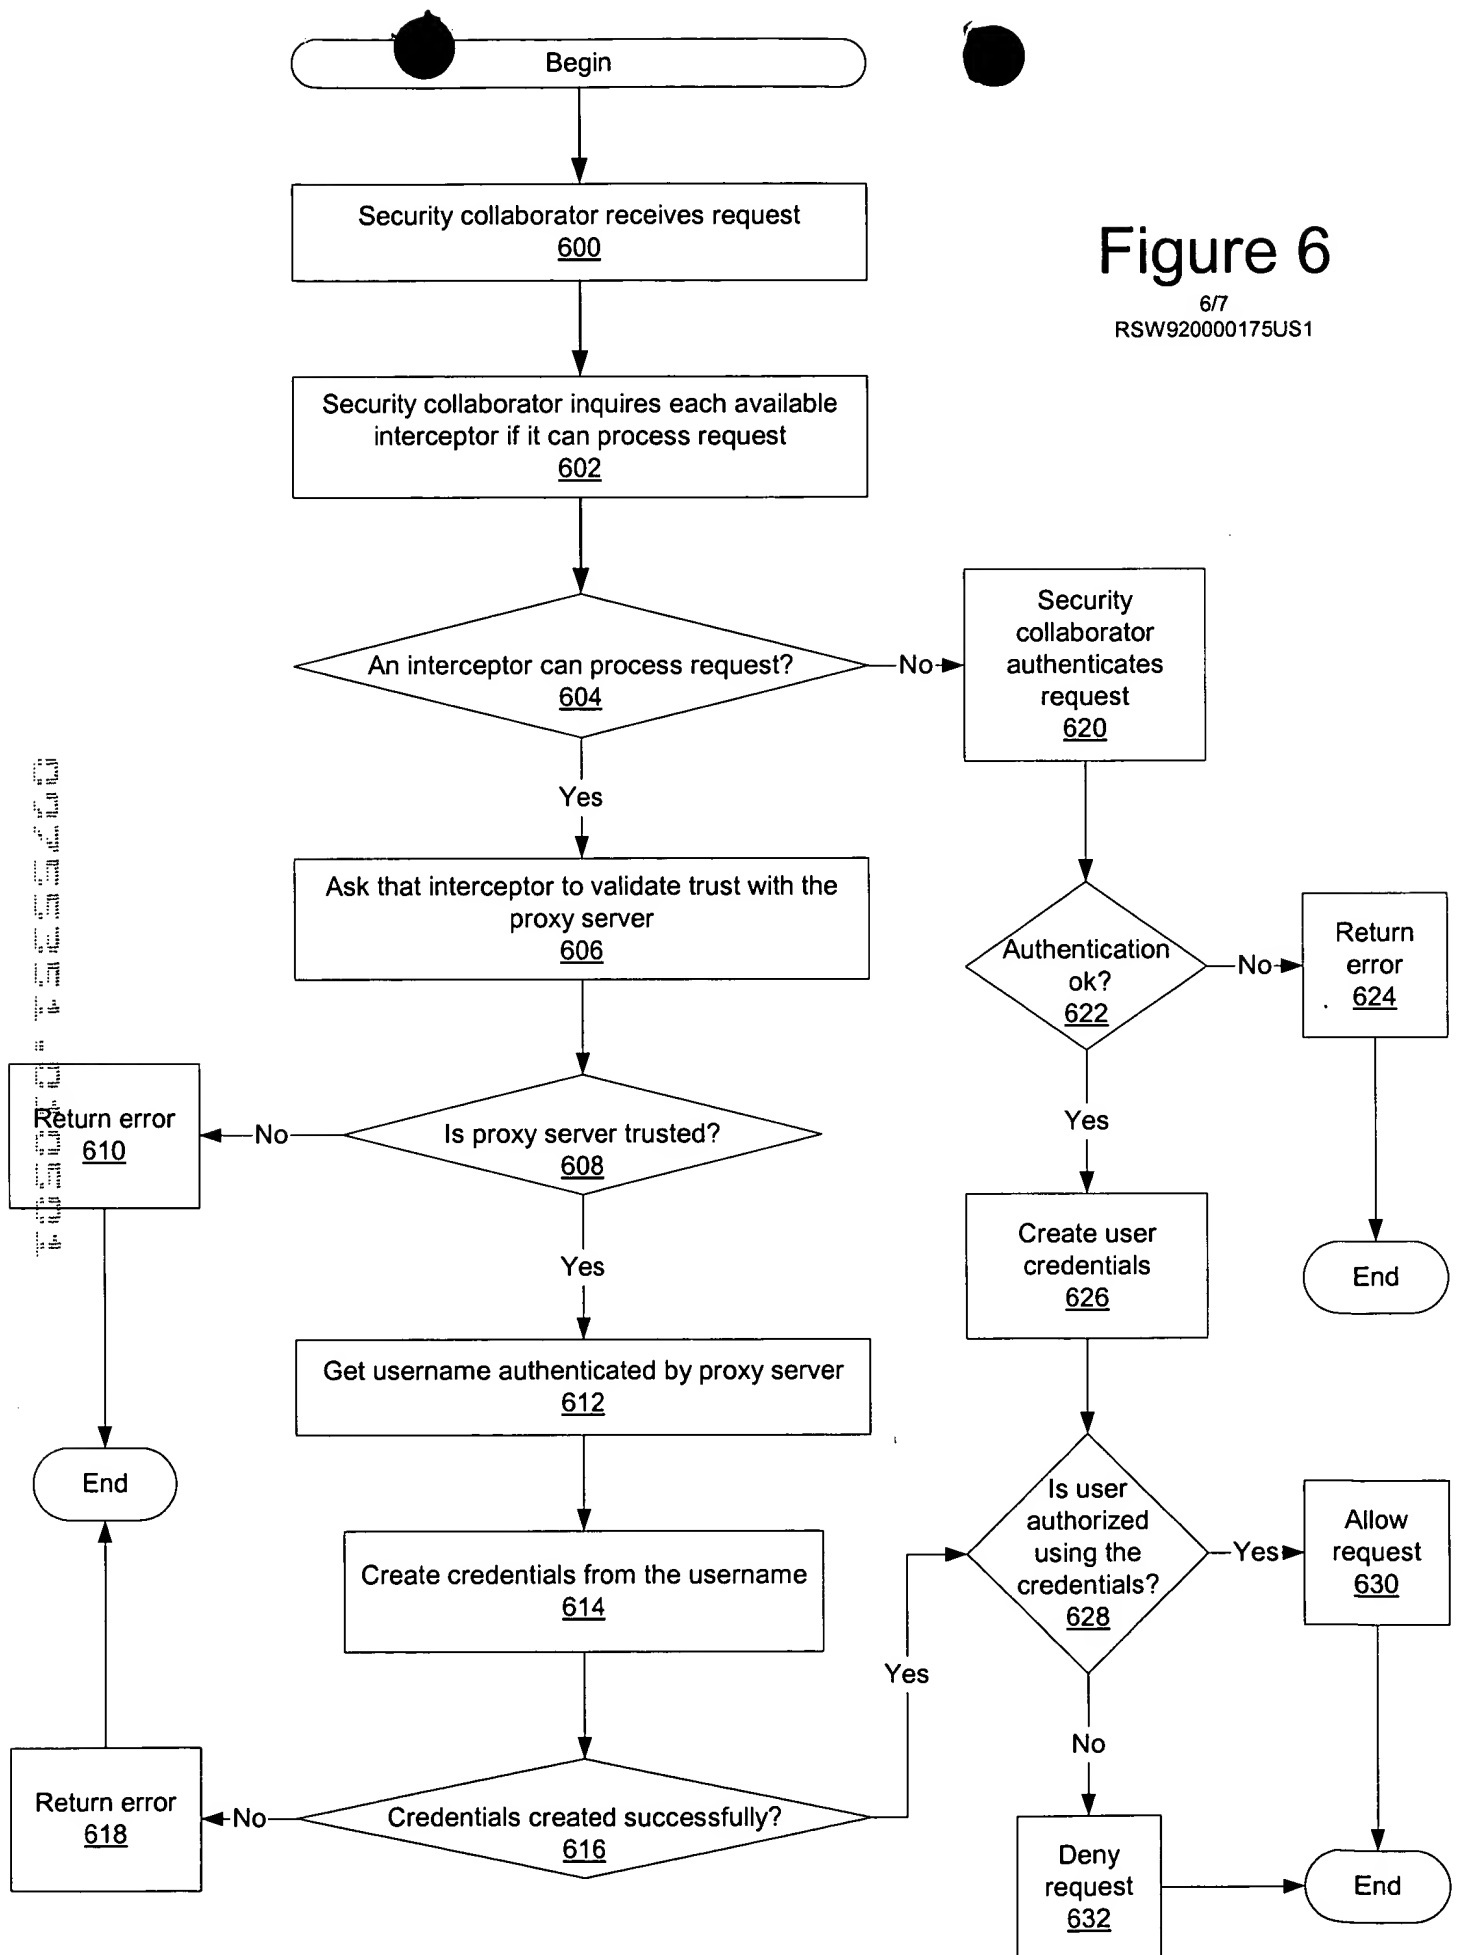 Begin
Security collaborator receives request
600
Figure 6
6/7
RSW920000175US1
Security collaborator inquires each available
interceptor if it can process request
602
An interceptor can process request?
604
No
Security
collaborator
authenticates
request
620
Yes
Ask that interceptor to validate trust with the
proxy server
606
Authentication
ok?
622
No
Return
error
624
Yes
End
Is proxy server trusted?
608
No
Return error
610
End
Yes
Create user
credentials
626
Get username authenticated by proxy server
612
Create credentials from the username
614
Is user
authorized
using the
credentials?
628
Yes
Allow
request
630
Yes
No
Credentials created successfully?
616
No
Return error
618
Deny
request
632
End